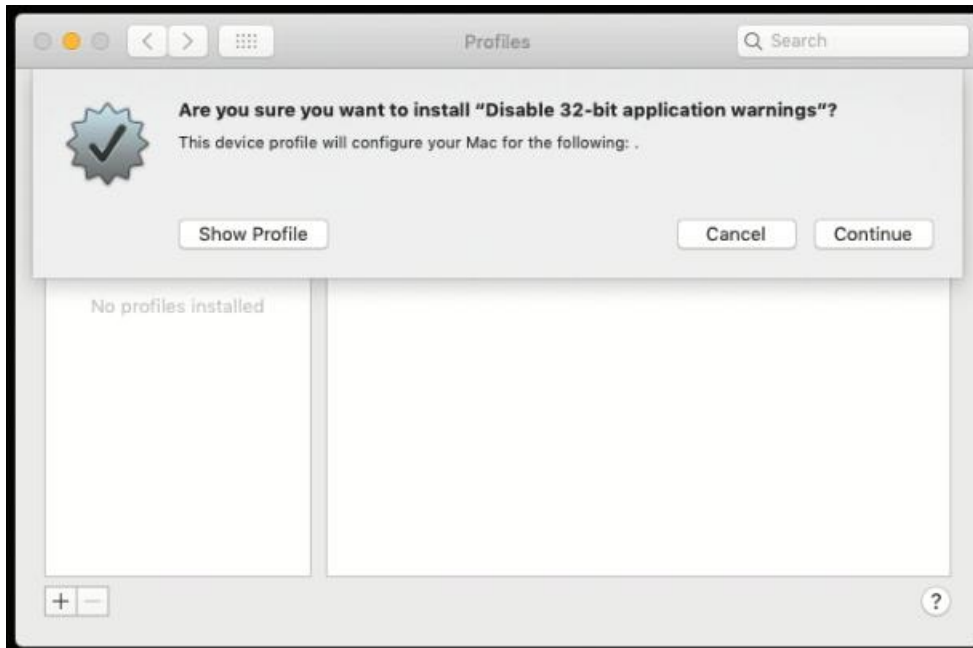 Profiles
Search
Are you sure you want to install “Disable 32-bit application warnings”?
This device profile will configure your Mac for the following: .
Show Profile
Cancel
Continue
No profiles installed
+ −
?